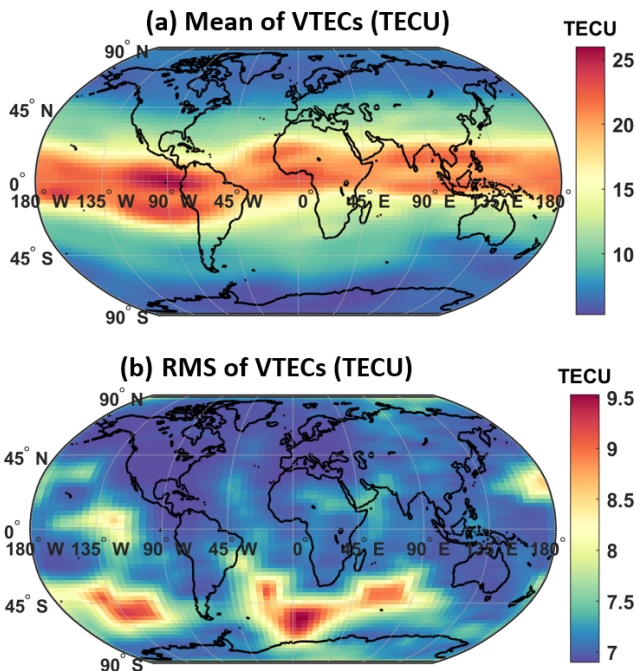 (a) Mean of VTECs (TECU)
TECU
90° N
45° N
0°
180° W 135° W 90° W 45° W 0 45° E 90° E 135° E 180°
45° S
90° S
25
20
15
10
(b) RMS of VTECs (TECU)
TECU
90° N
45° N
0°
180° W 135° W 90° W 45° W 0 45° E 90° E 135° E 180°
45° S
90° S
9.5
9
8.5
8
7.5
7